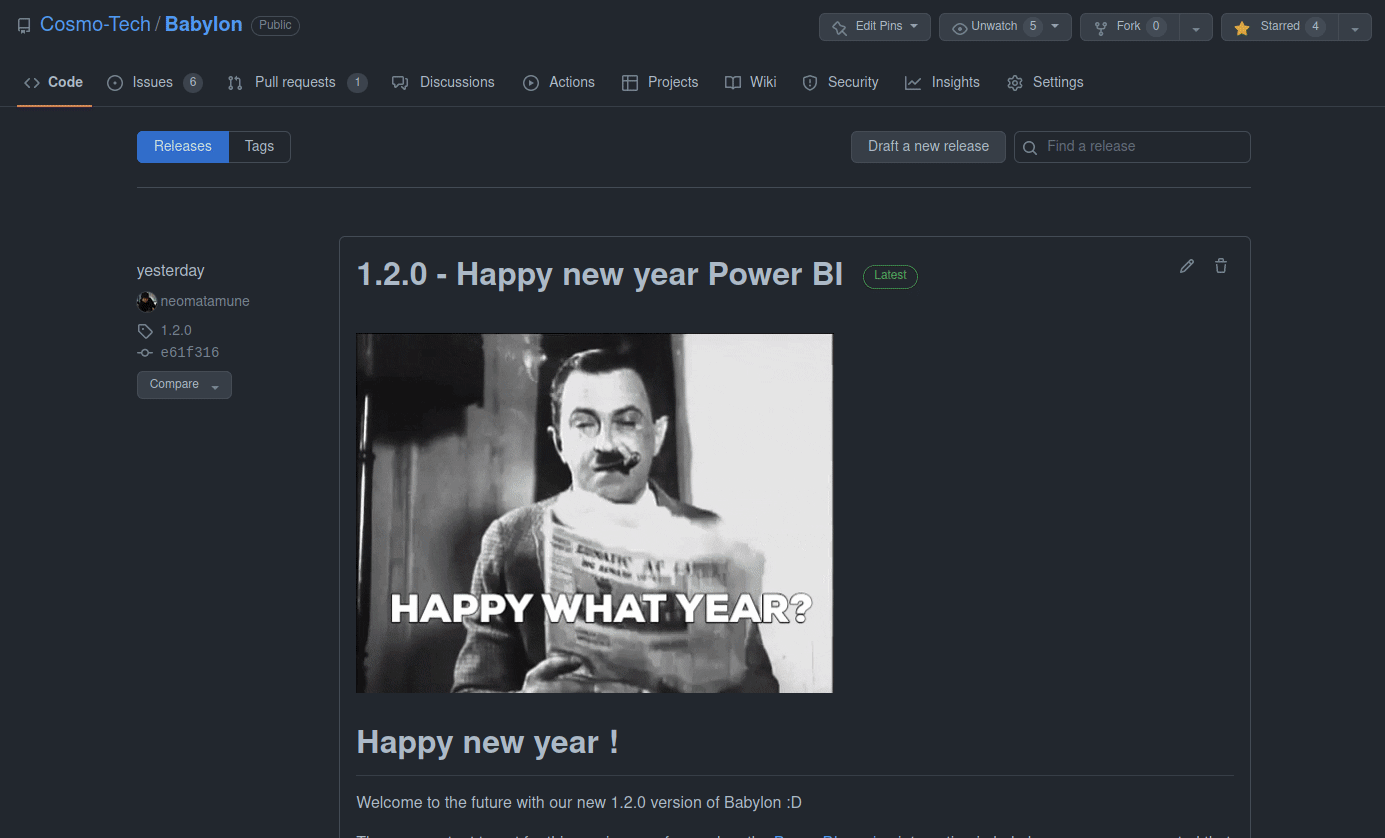 Cosmo-Tech / Babylon Public
Edit Pins Unwatch 5 Fork 0 Starred 4
Code Issues 6 Pull requests 1 Discussions Actions Projects Wiki Security Insights Settings
Releases Tags Draft a new release Find a release
yesterday
neomatamune
1.2.0
e61f316
Compare
1.2.0 - Happy new year Power BI Latest
HAPPY WHAT YEAR?
Happy new year !
Welcome to the future with our new 1.2.0 version of Babylon :D